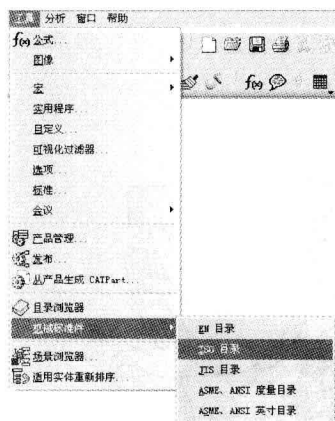 工具 分析 窗口 帮助
f(x) 公式...
图像
宏
实用程序...
自定义...
可视化过滤器...
选项...
标准...
会议
产品管理...
发布...
从产品生成 CATPart...
目录浏览器
机械标准件
场景浏览器...
适用实体重新排序...
f(x)
EN 目录
ISO 目录
JIS 目录
ASME、ANSI 度量目录
ASME、ANSI 英寸目录